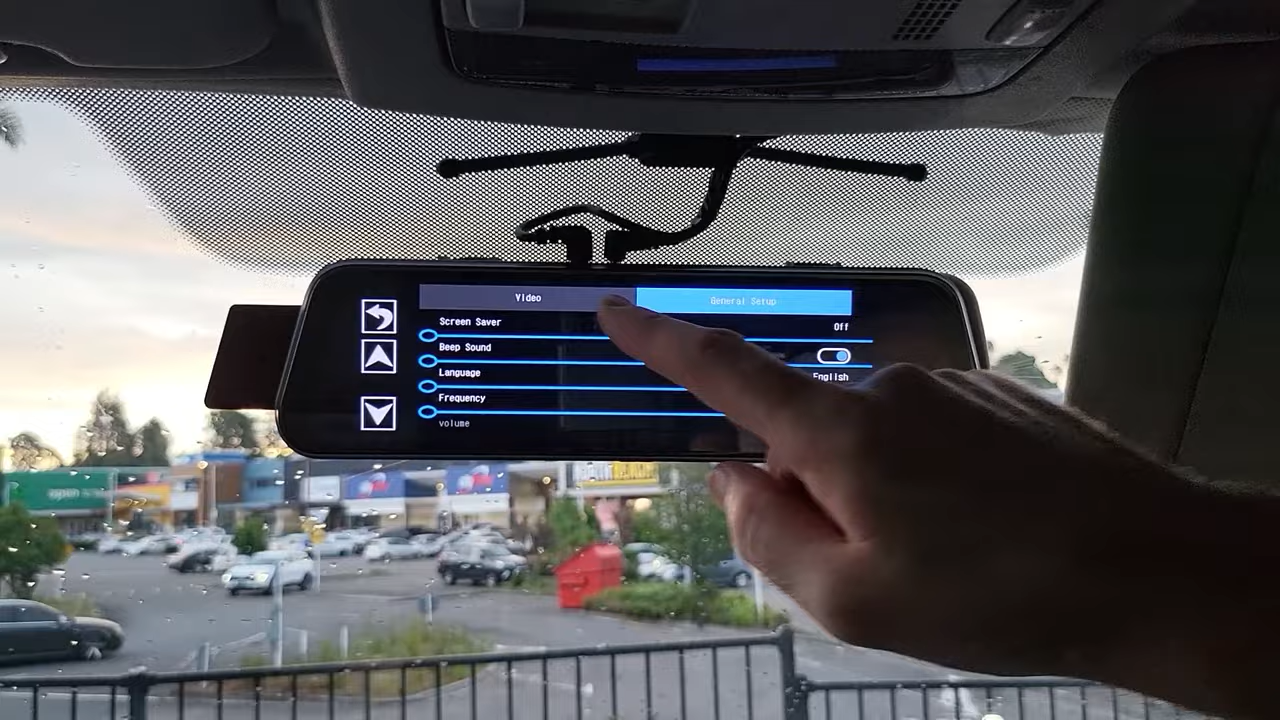 Video General Setup
Screen Saver Off
Beep Sound
Language English
Frequency
volume
open